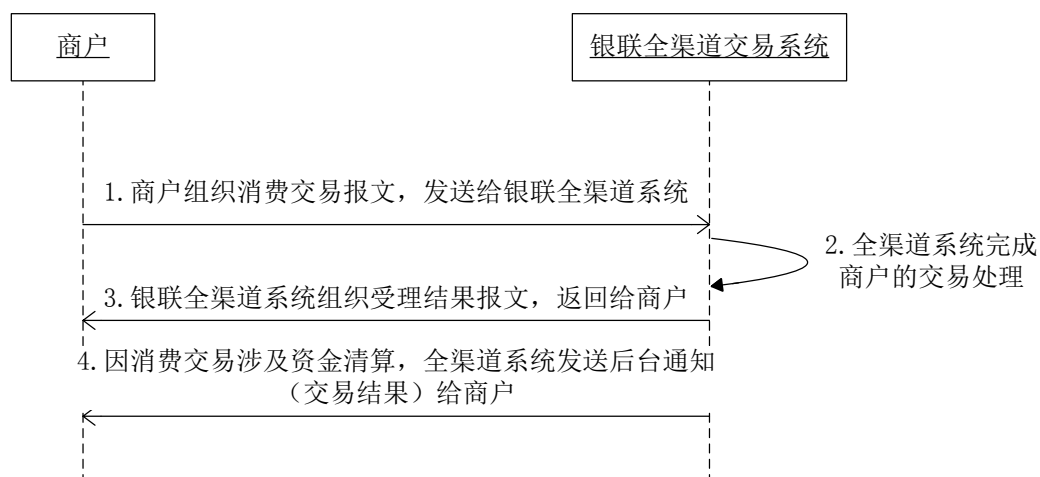 商户
银联全渠道交易系统
1.商户组织消费交易报文，发送给银联全渠道系统
2.全渠道系统完成
商户的交易处理
3.银联全渠道系统组织受理结果报文，返回给商户
4.因消费交易涉及资金清算，全渠道系统发送后台通知
（交易结果）给商户